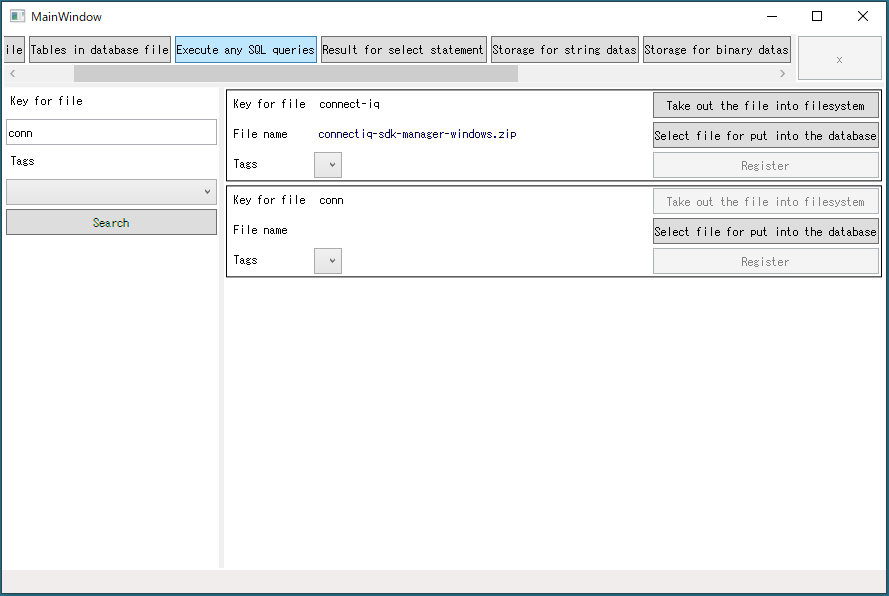 MainWindow
ile Tables in database file Execute any SQL queries Result for select statement Storage for string datas Storage for binary datas x
Key for file
conn
Tags
Search
Key for file connect-iq Take out the file into filesystem
File name connectiq-sdk-manager-windows.zip Select file for put into the database
Tags Register
Key for file conn Take out the file into filesystem
File name Select file for put into the database
Tags Register